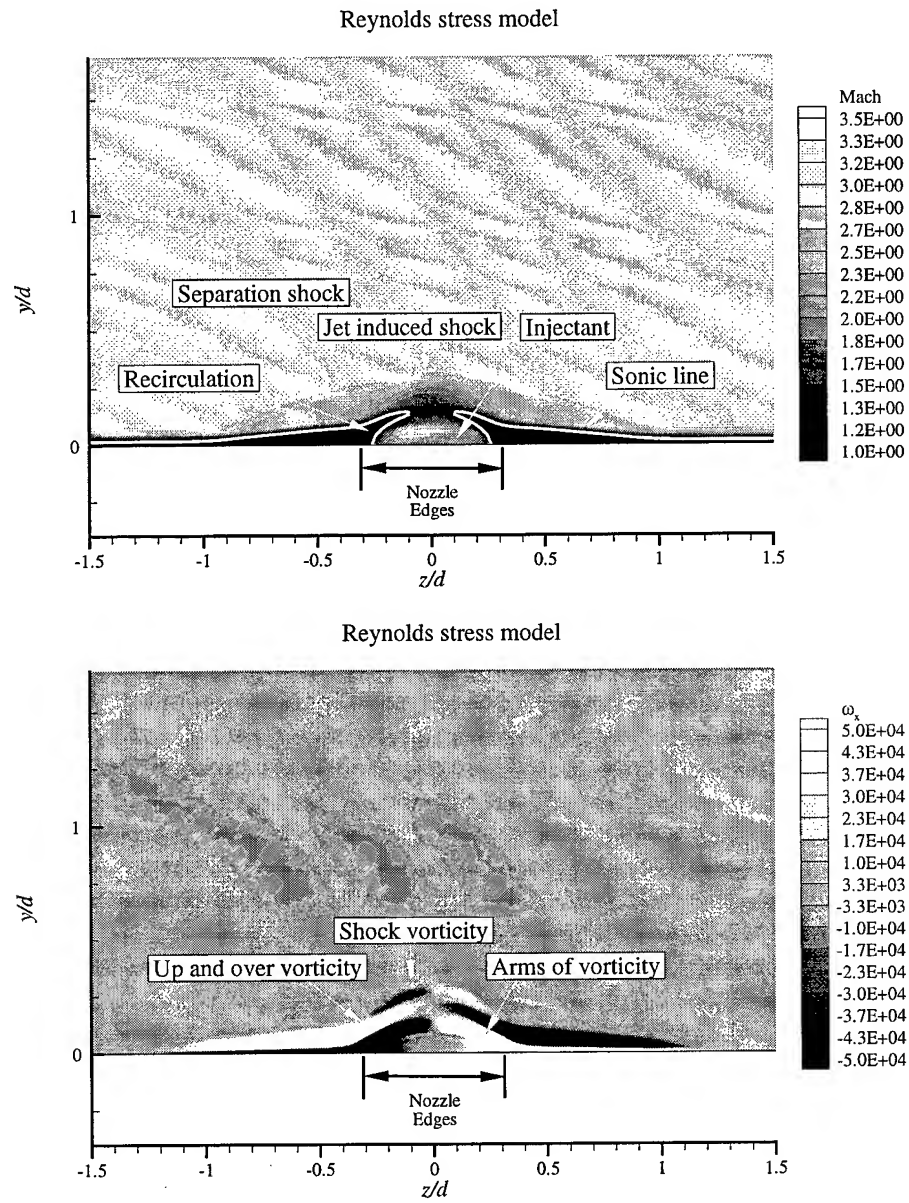 Reynolds stress model
Mach
3.5E+00
3.3E+00
3.2E+00
3.0E+00
2.8E+00
2.7E+00
2.5E+00
2.3E+00
2.2E+00
2.0E+00
1.8E+00
1.7E+00
1.5E+00
1.3E+00
1.2E+00
1.0E+00
y/d
1
0
Separation shock
Jet induced shock
Injectant
Recirculation
Sonic line
Nozzle
Edges
-1.5
-1
-0.5
0
0.5
1
1.5
z/d
Reynolds stress model
ωx
5.0E+04
4.3E+04
3.7E+04
3.0E+04
2.3E+04
1.7E+04
1.0E+04
3.3E+03
-3.3E+03
-1.0E+04
-1.7E+04
-2.3E+04
-3.0E+04
-3.7E+04
-4.3E+04
-5.0E+04
y/d
1
0
Shock vorticity
Up and over vorticity
Arms of vorticity
Nozzle
Edges
-1.5
-1
-0.5
0
0.5
1
1.5
z/d